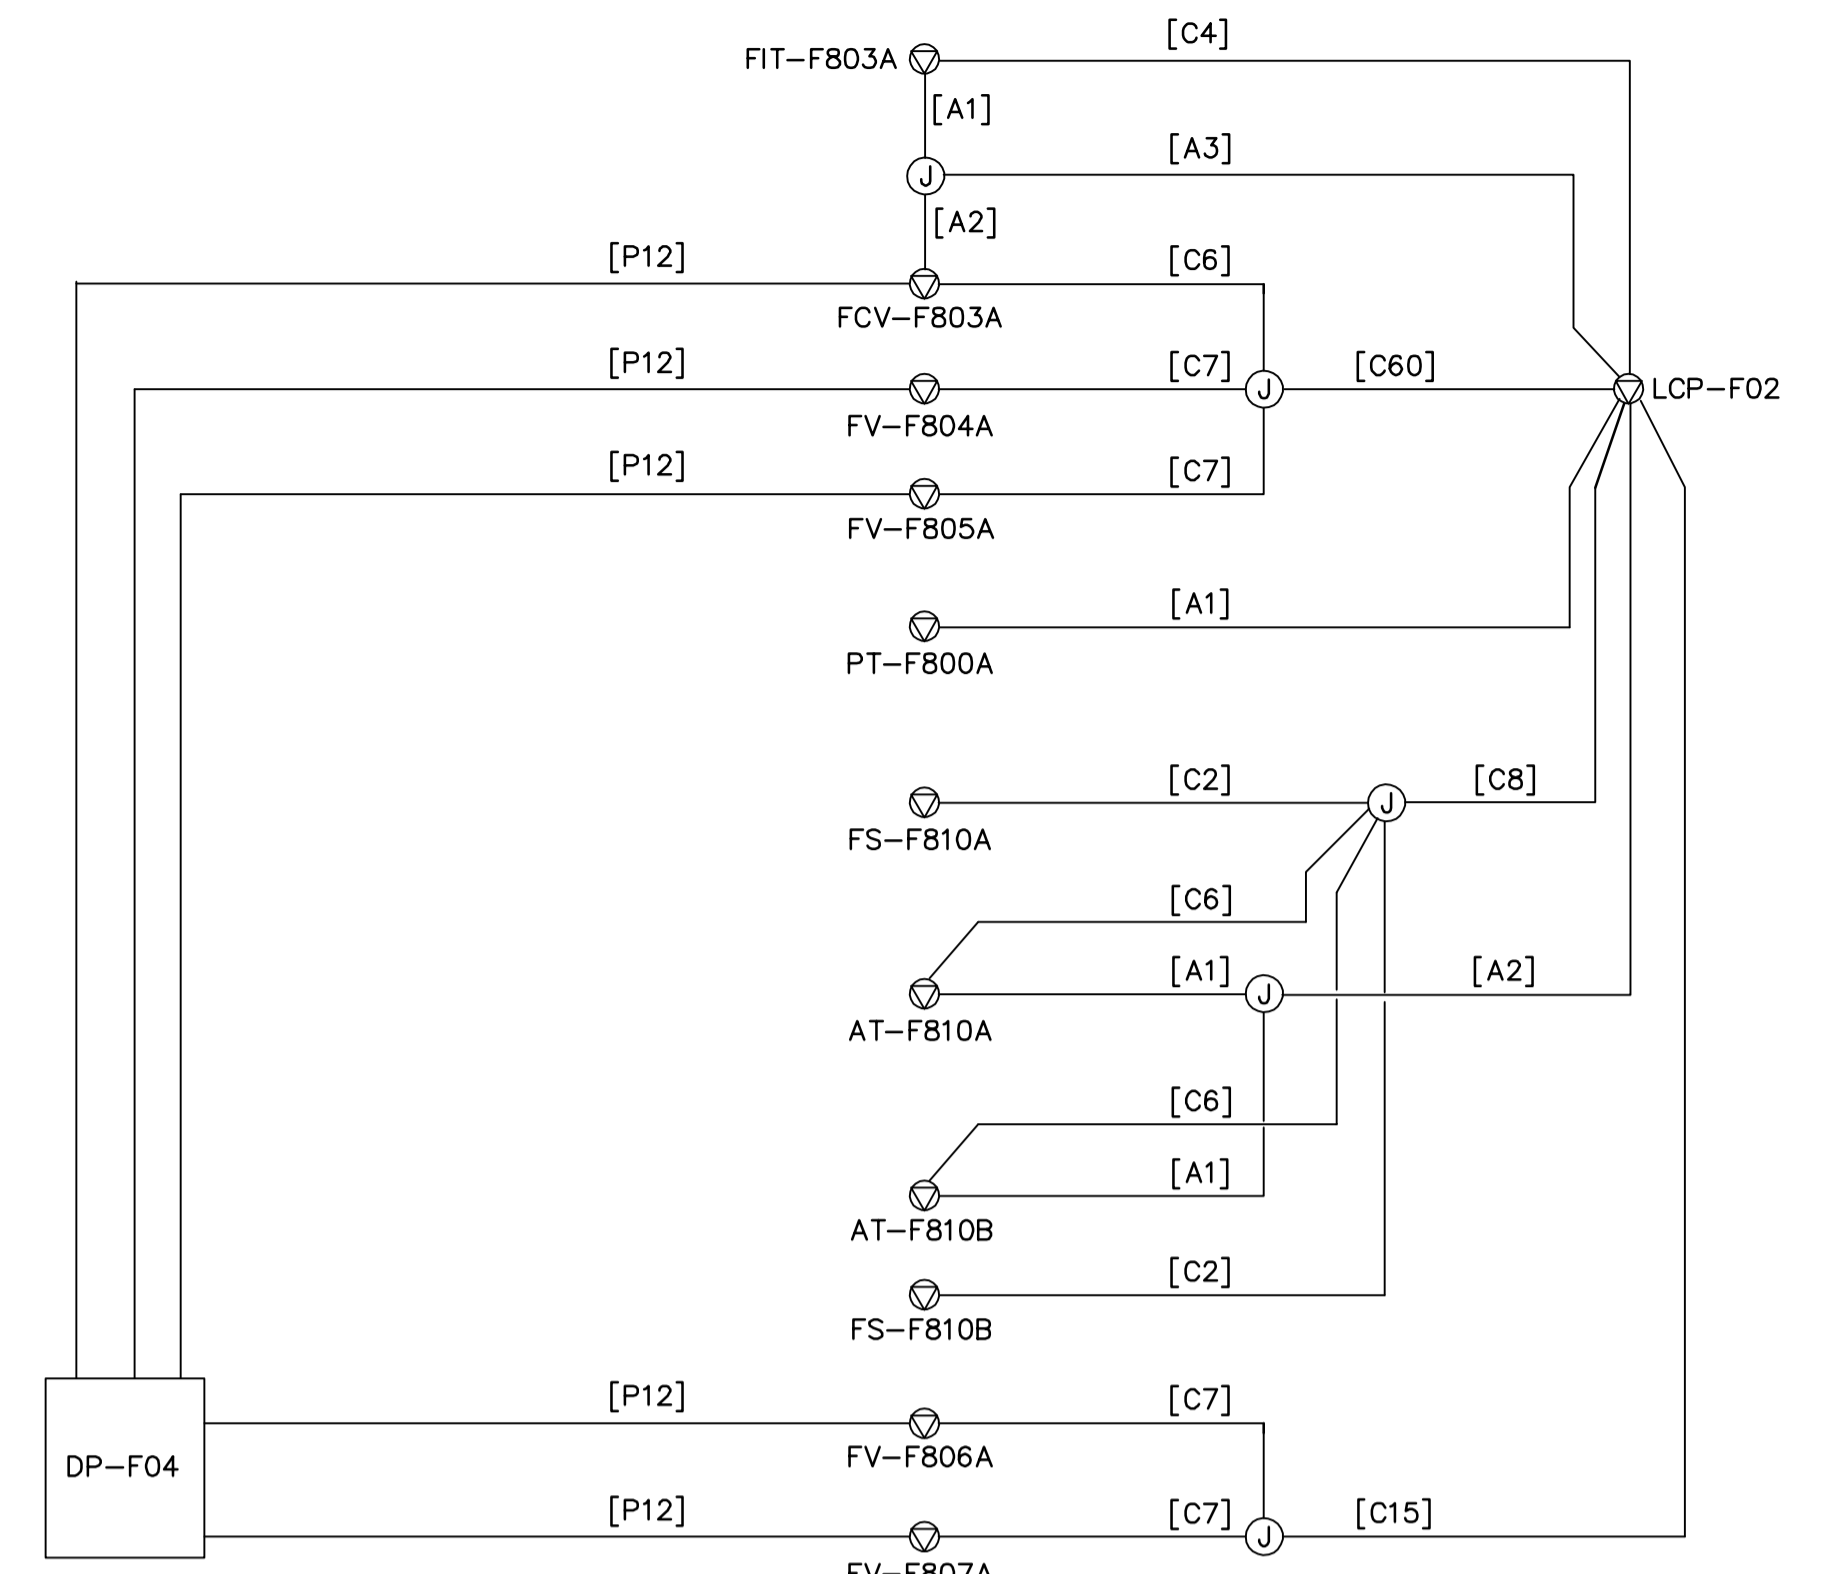 [C4]
FIT-F803A
[A1]
[A3]
J
[A2]
[P12]
[C6]
FCV-F803A
[P12]
[C7]
[C60]
J
LCP-F02
FV-F804A
[P12]
[C7]
FV-F805A
[A1]
PT-F800A
[C2]
[C8]
J
FS-F810A
[C6]
[A1]
[A2]
J
AT-F810A
[C6]
[A1]
AT-F810B
[C2]
FS-F810B
[P12]
[C7]
FV-F806A
DP-F04
[P12]
[C7]
[C15]
J
FV-F807A